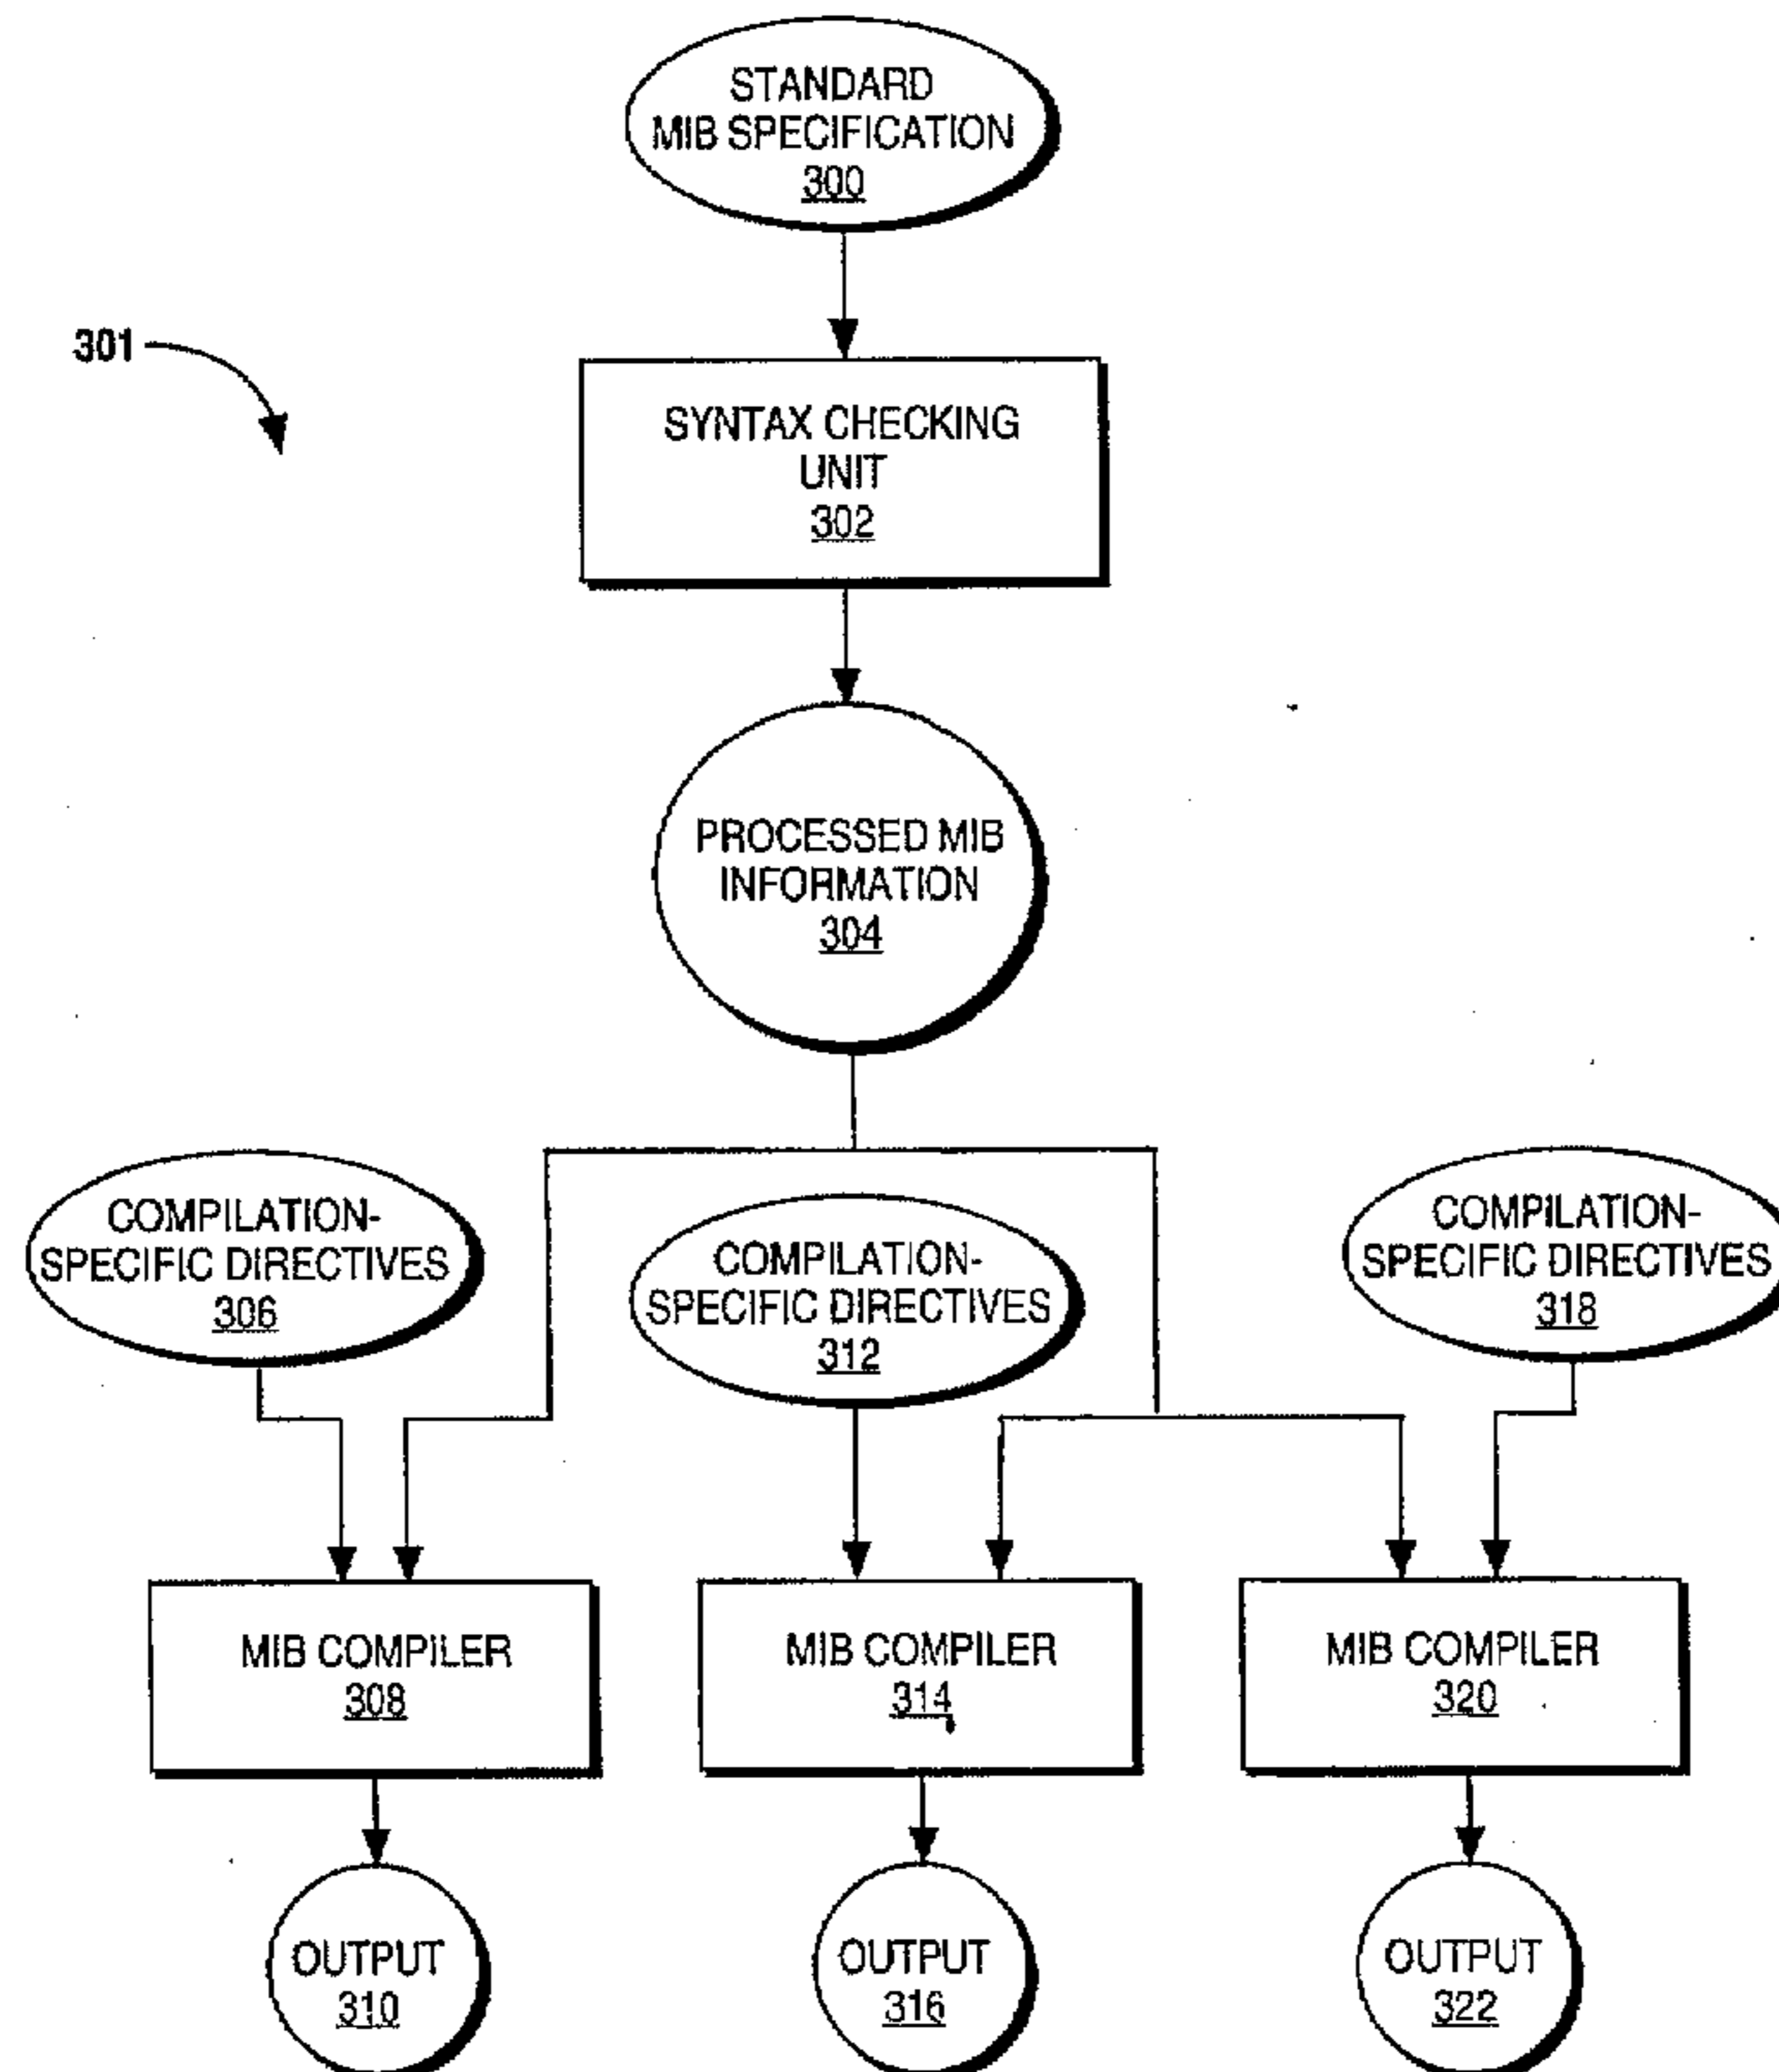 STANDARD
MIB SPECIFICATION
300
301
SYNTAX CHECKING
UNIT
302
PROCESSED MIB
INFORMATION
304
COMPILATION-
SPECIFIC DIRECTIVES
306
COMPILATION-
SPECIFIC DIRECTIVES
312
COMPILATION-
SPECIFIC DIRECTIVES
318
MIB COMPILER
308
MIB COMPILER
314
MIB COMPILER
320
OUTPUT
310
OUTPUT
316
OUTPUT
322